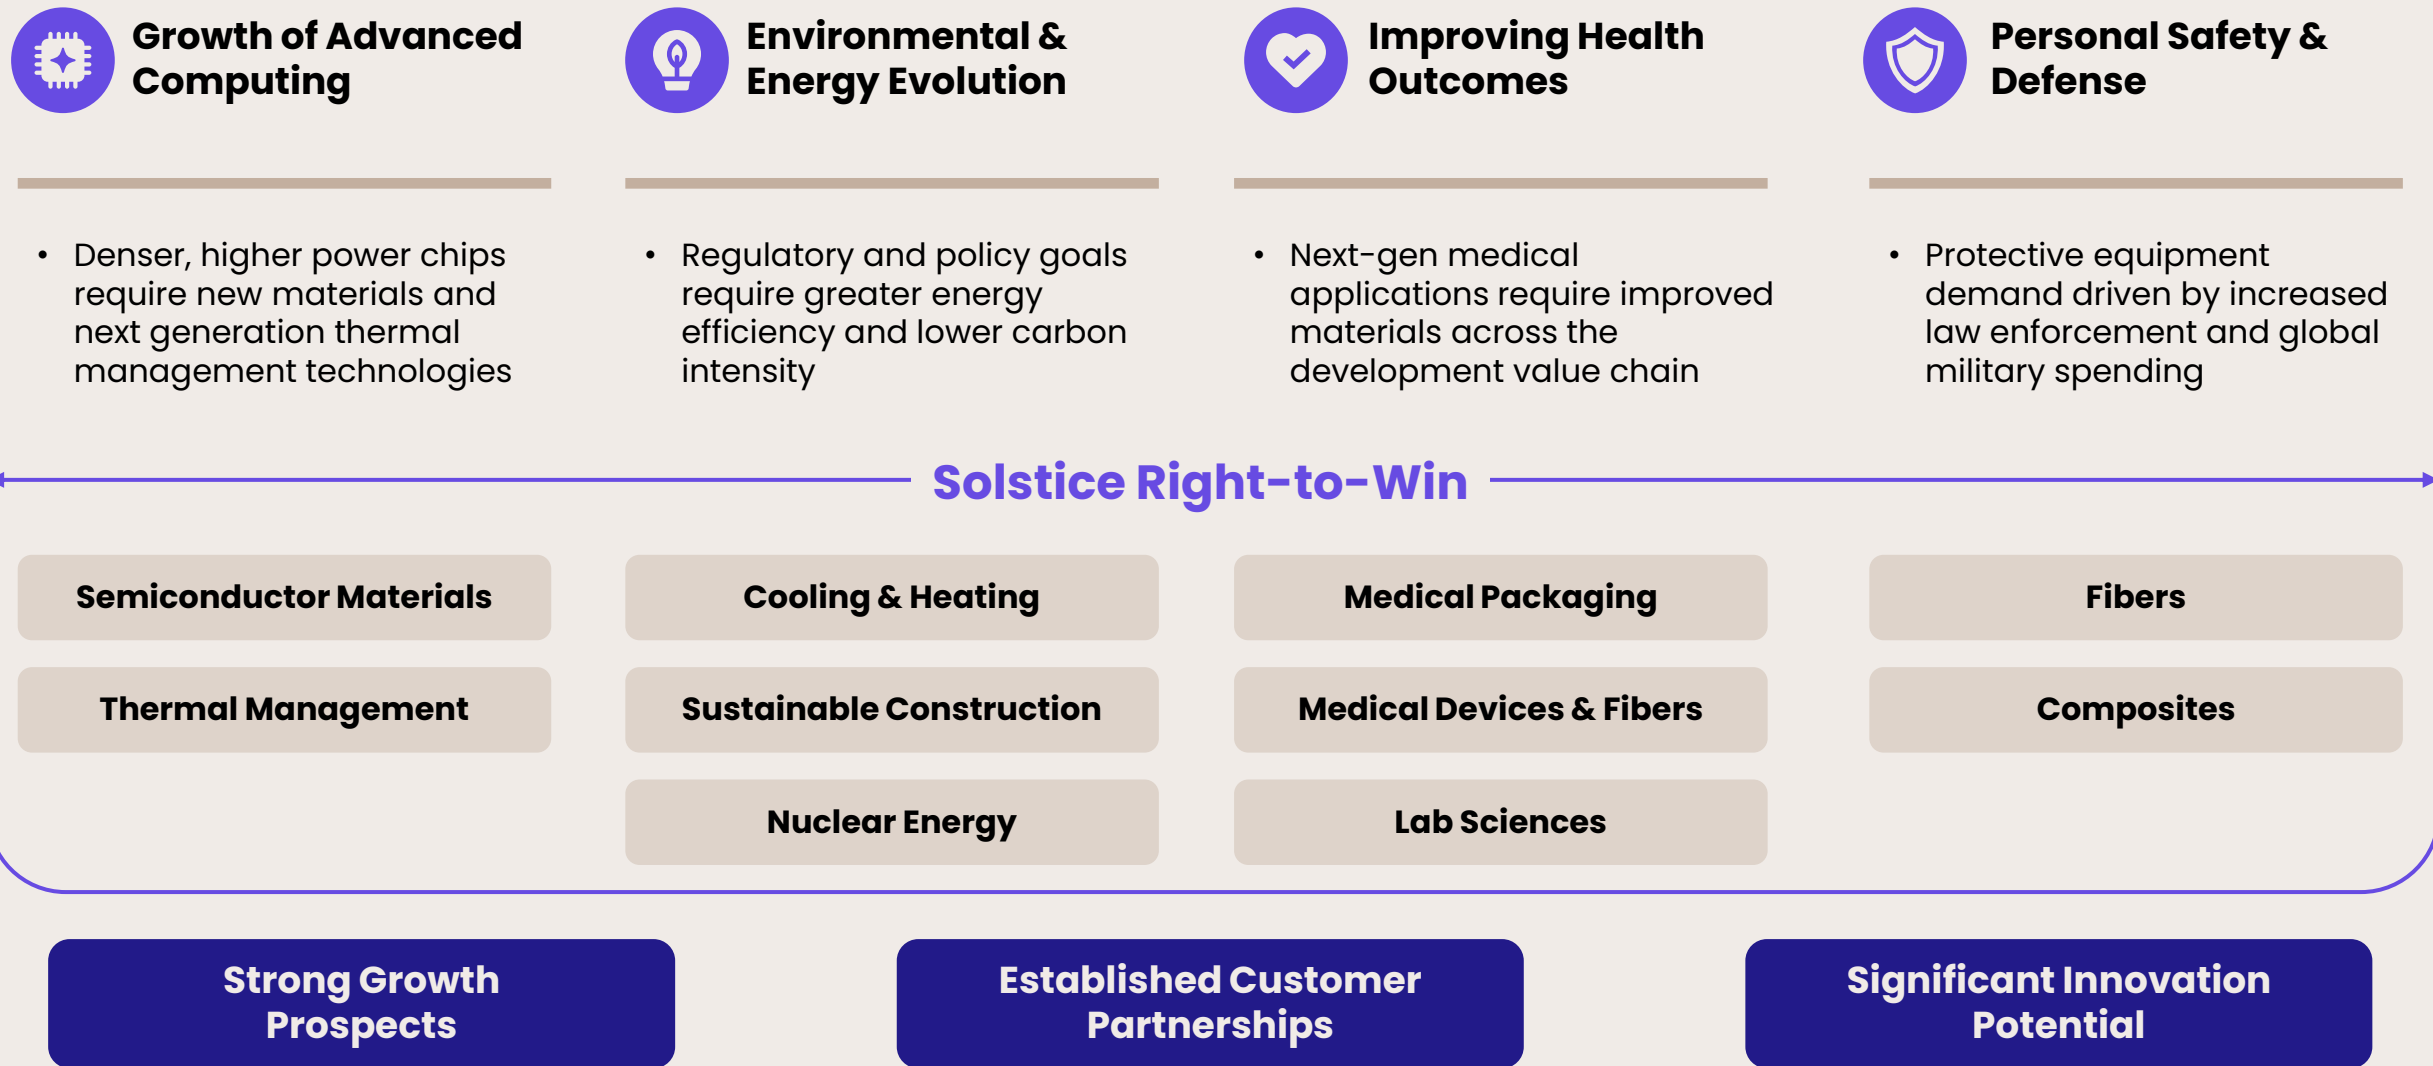 Growth of Advanced
Computing
Environmental &
Energy Evolution
Improving Health
Outcomes
Personal Safety &
Defense
• Denser, higher power chips
require new materials and
next generation thermal
management technologies
• Regulatory and policy goals
require greater energy
efficiency and lower carbon
intensity
• Next-gen medical
applications require improved
materials across the
development value chain
• Protective equipment
demand driven by increased
law enforcement and global
military spending
Solstice Right-to-Win
Semiconductor Materials
Thermal Management
Cooling & Heating
Sustainable Construction
Nuclear Energy
Medical Packaging
Medical Devices & Fibers
Lab Sciences
Fibers
Composites
Strong Growth
Prospects
Established Customer
Partnerships
Significant Innovation
Potential